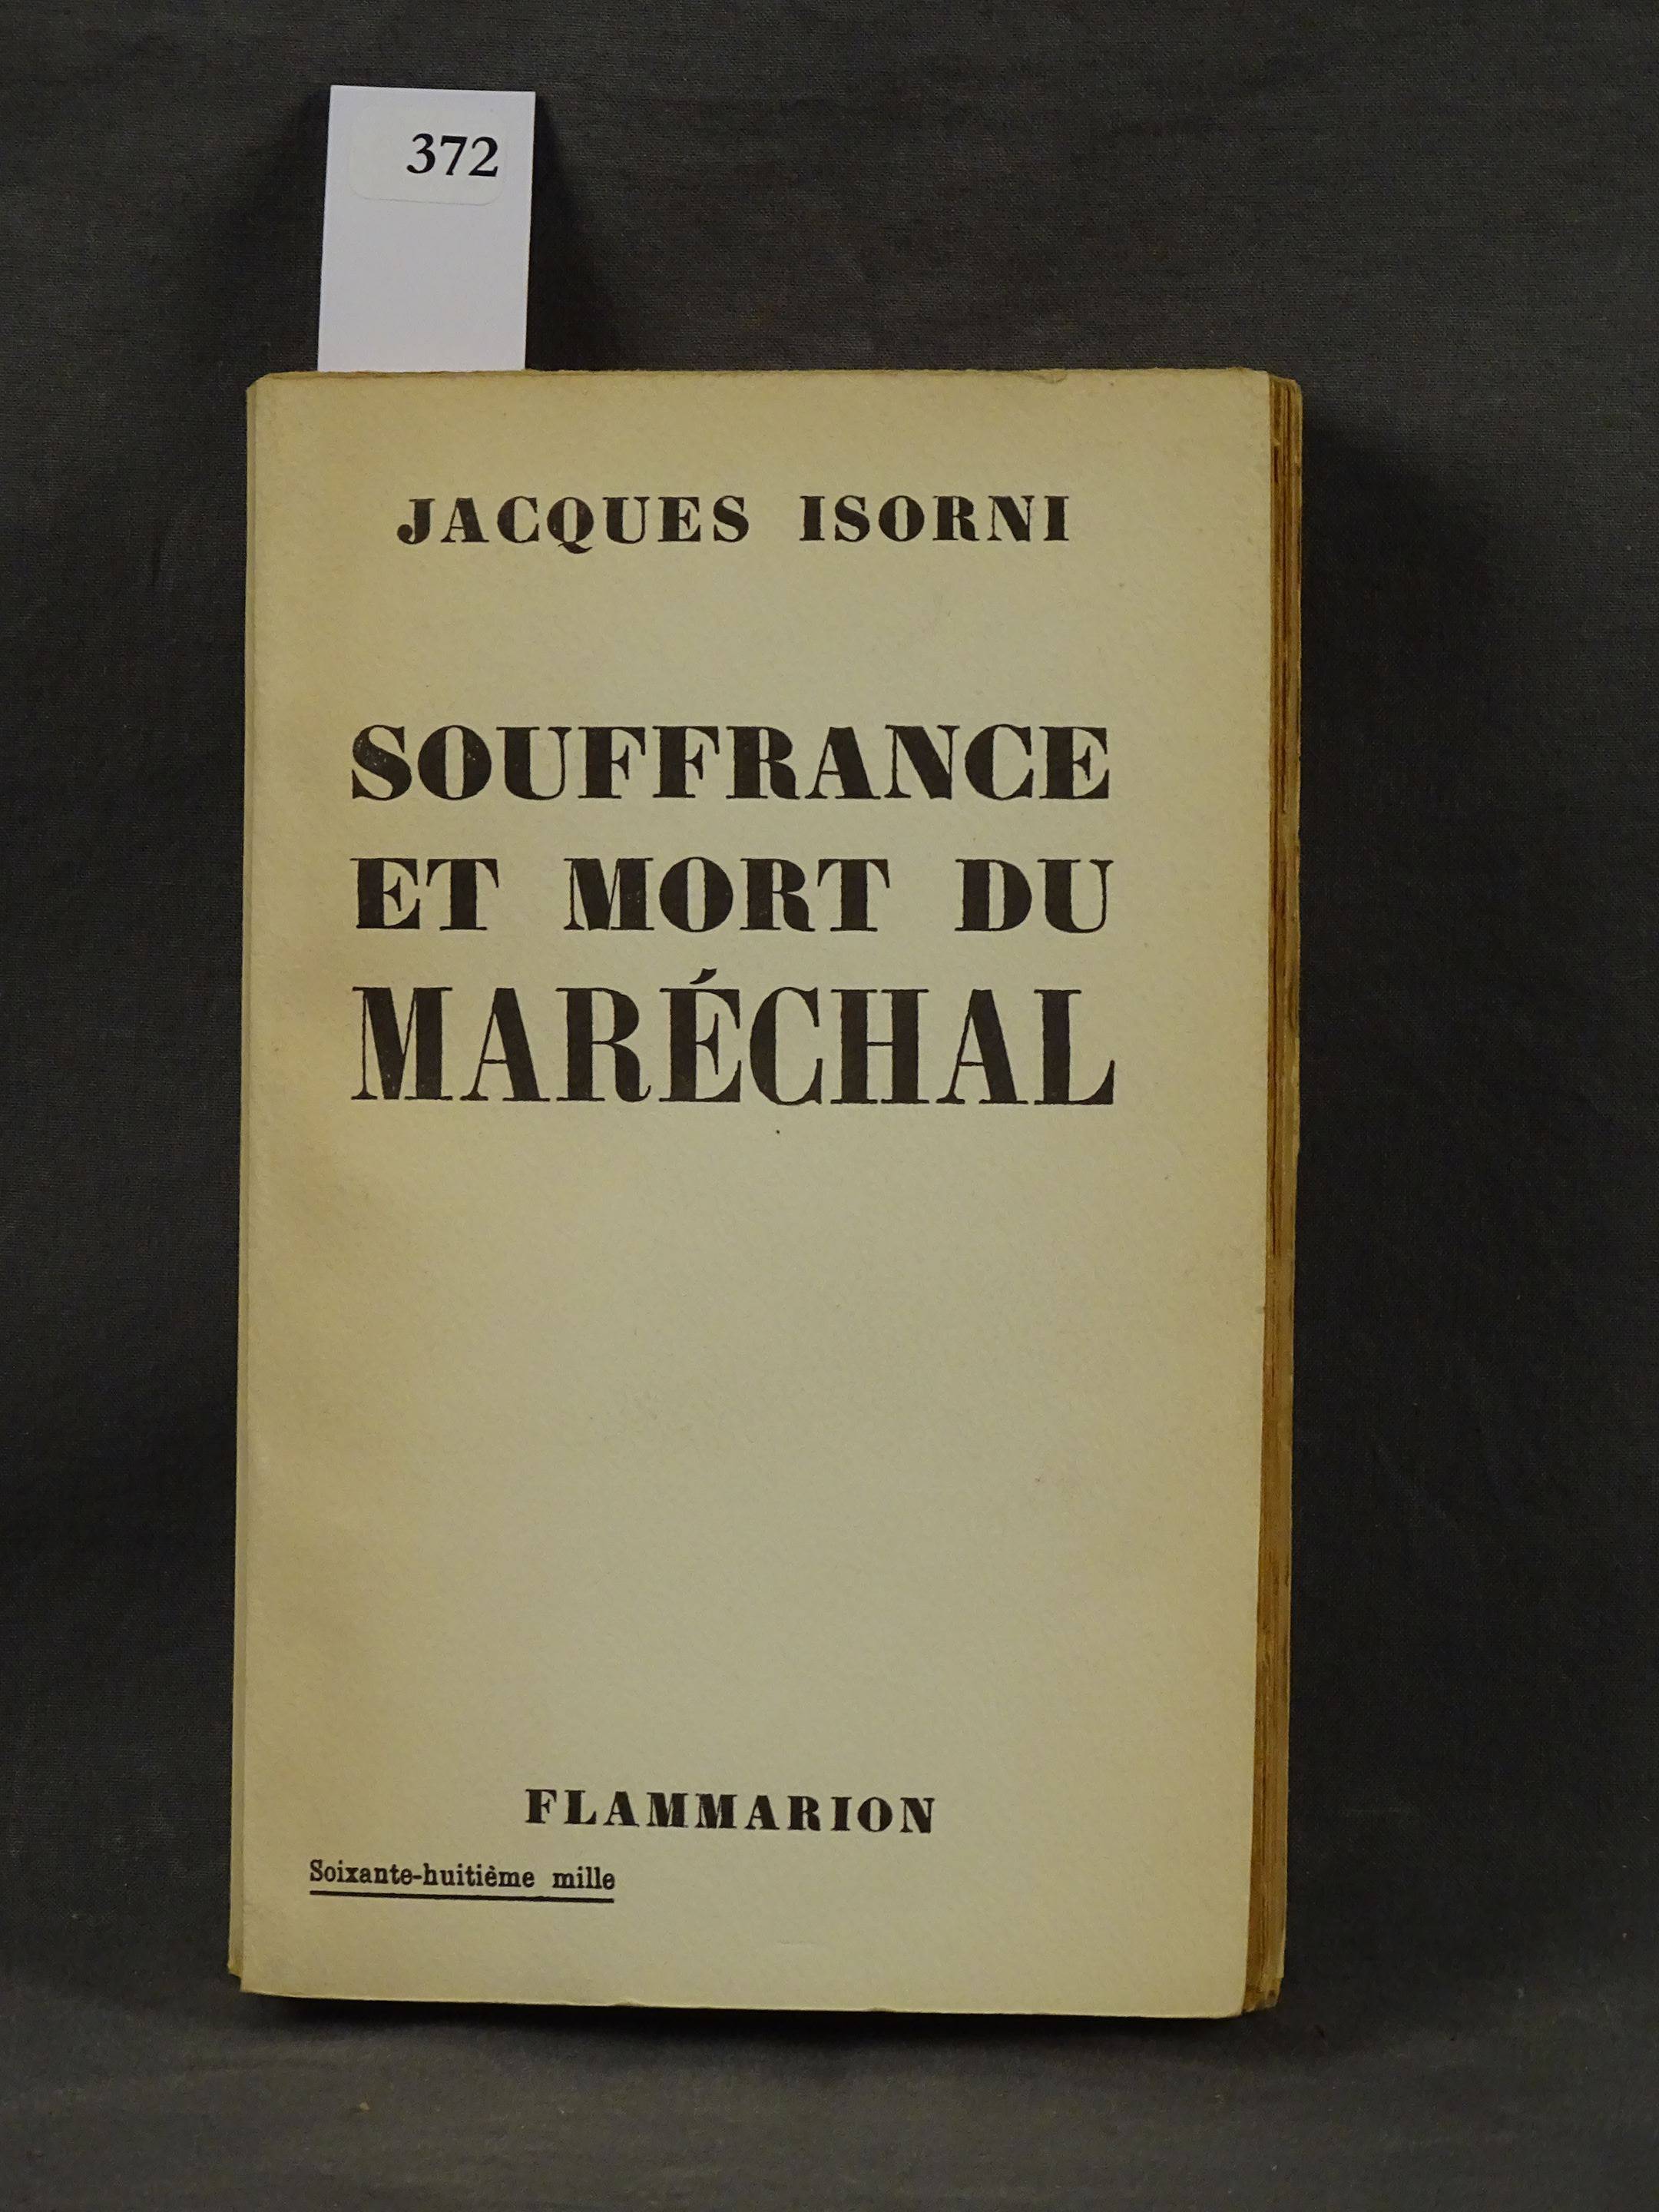 372
JACQUES ISORNI
SOUFFRANCE
ET MORT DU
MARÉCHAL
FLAMMARION
Soixante-huitième mille